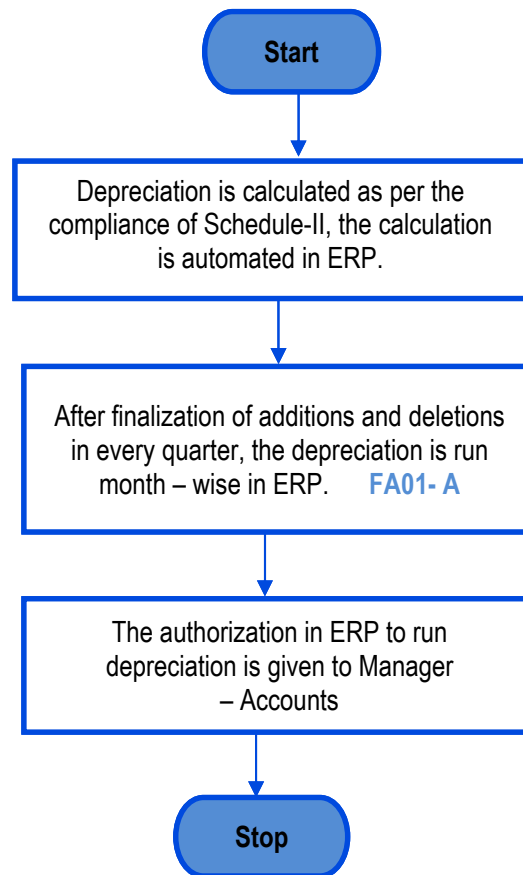 Start
Depreciation is calculated as per the
compliance of Schedule-II, the calculation
is automated in ERP.
After finalization of additions and deletions
in every quarter, the depreciation is run
month – wise in ERP. FA01- A
The authorization in ERP to run
depreciation is given to Manager
– Accounts
Stop